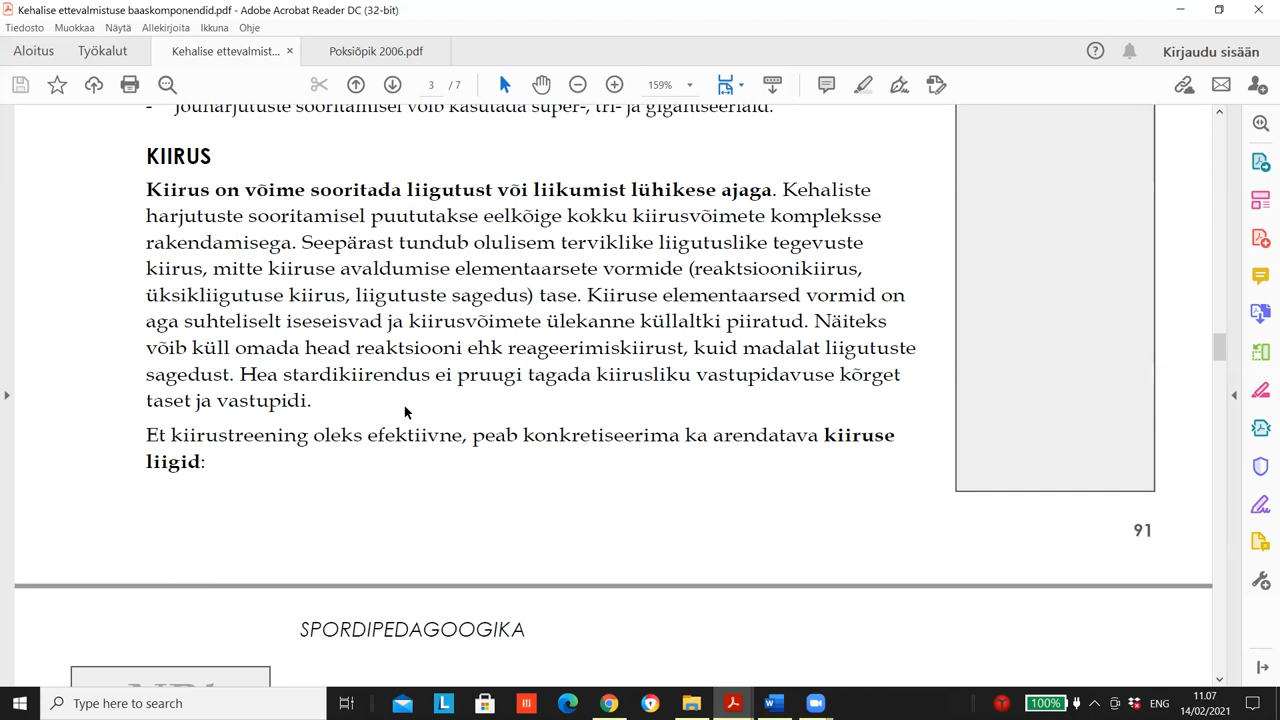 Kehalise ettevalmistuse baaskomponendid.pdf - Adobe Acrobat Reader DC (32-bit)
Tiedosto Muokkaa Näytä Allekirjoita Ikkuna Ohje
Aloitus Työkalut Kehalise ettevalmist... × Poksiõpik 2006.pdf Kirjaudu sisään
3 / 7 159%
- Jõuharjutuste sooritamisel võib kasutada super-, tri- ja gigantseeriaid.
KIIRUS
Kiirus on võime sooritada liigutust või liikumist lühikese ajaga. Kehaliste
harjutuste sooritamisel puututakse eelkõige kokku kiirusvõimete komplekse
rakendamisega. Seepärast tundub olulisem terviklike liigutuslike tegevuste
kiirus, mitte kiiruse avaldumise elementaarsete vormide (reaktsioonikiirus,
üksikliigutuse kiirus, liigutuste sagedus) tase. Kiiruse elementaarsed vormid on
aga suhteliselt iseseisvad ja kiirusvõimete ülekanne küllaltki piiratud. Näiteks
võib küll omada head reaktsiooni ehk reageerimiskiirust, kuid madalat liigutuste
sagedust. Hea stardikiirendus ei pruugi tagada kiirusliku vastupidavuse kõrget
taset ja vastupidi.
Et kiirustreening oleks efektiivne, peab konkretiseerima ka arendatava kiiruse
liigid:
91
SPORDIPEDAGOOGIKA
Type here to search
100% ENG
11.07
14/02/2021